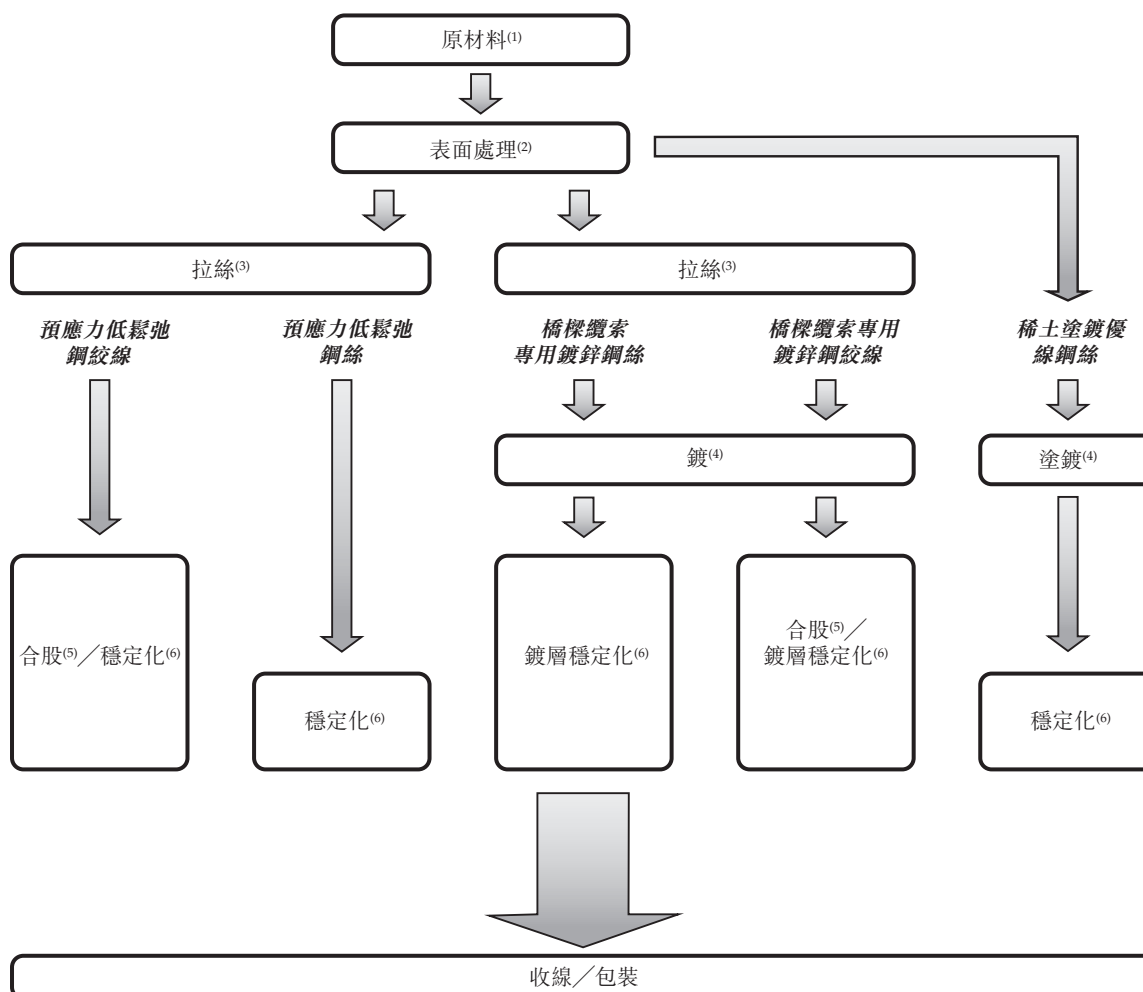 原材料(1)
表面處理(2)
拉絲(3)
拉絲(3)
預應力低鬆弛
鋼絞線
預應力低鬆弛
鋼絲
橋樑纜索
專用鍍鋅鋼絲
橋樑纜索專用
鍍鋅鋼絞線
稀土塗鍍優
線鋼絲
鍍(4)
塗鍍(4)
合股(5)／穩定化(6)
穩定化(6)
鍍層穩定化(6)
合股(5)／
鍍層穩定化(6)
穩定化(6)
收線／包裝